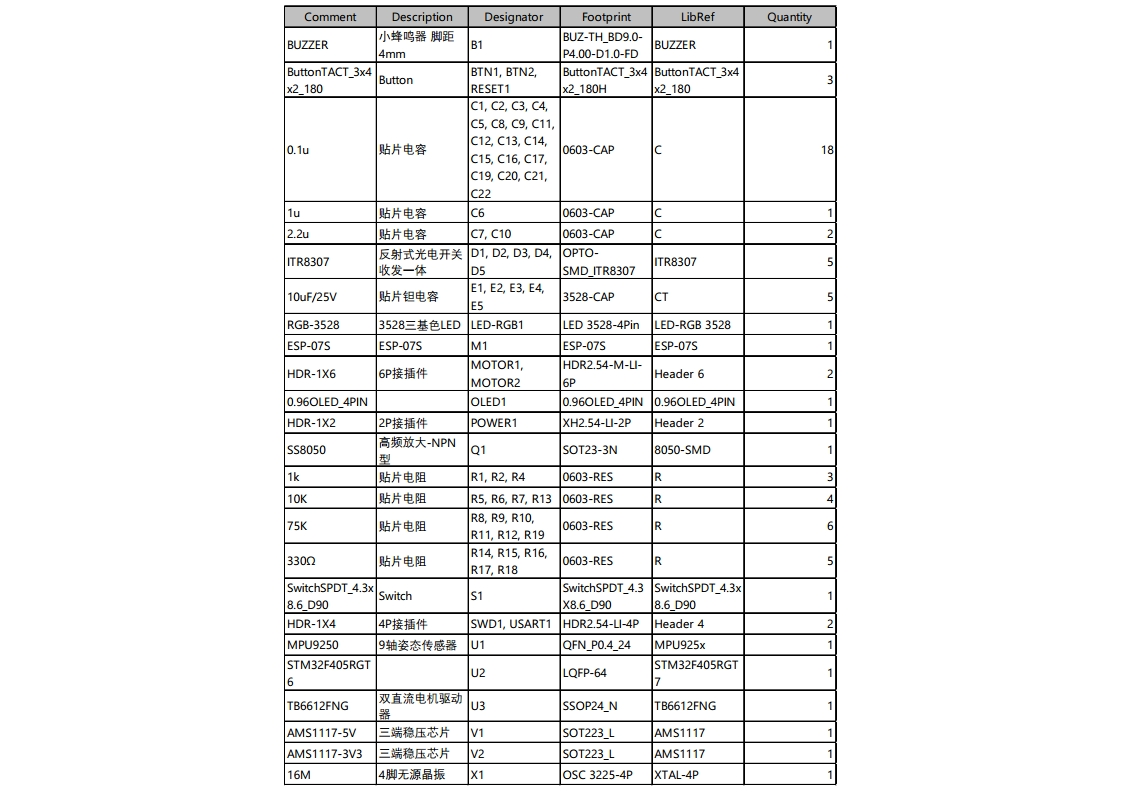 Comment Description Designator Footprint LibRef Quantity
BUZZER 小蜂鸣器 脚距4mm B1 BUZ-TH_BD9.0-P4.00-D1.0-FD BUZZER 1
ButtonTACT_3x4x2_180 Button BTN1, BTN2, RESET1 ButtonTACT_3x4x2_180H ButtonTACT_3x4x2_180 3
0.1u 贴片电容 C1, C2, C3, C4, C5, C8, C9, C11, C12, C13, C14, C15, C16, C17, C19, C20, C21, C22 0603-CAP C 18
1u 贴片电容 C6 0603-CAP C 1
2.2u 贴片电容 C7, C10 0603-CAP C 2
ITR8307 反射式光电开关收发一体 D1, D2, D3, D4, D5 OPTO-SMD_ITR8307 ITR8307 5
10uF/25V 贴片钽电容 E1, E2, E3, E4, E5 3528-CAP CT 5
RGB-3528 3528三基色LED LED-RGB1 LED 3528-4Pin LED-RGB 3528 1
ESP-07S ESP-07S M1 ESP-07S ESP-07S 1
HDR-1X6 6P接插件 MOTOR1, MOTOR2 HDR2.54-M-LI-6P Header 6 2
0.96OLED_4PIN OLED1 0.96OLED_4PIN 0.96OLED_4PIN 1
HDR-1X2 2P接插件 POWER1 XH2.54-LI-2P Header 2 1
SS8050 高频放大-NPN型 Q1 SOT23-3N 8050-SMD 1
1k 贴片电阻 R1, R2, R4 0603-RES R 3
10K 贴片电阻 R5, R6, R7, R13 0603-RES R 4
75K 贴片电阻 R8, R9, R10, R11, R12, R19 0603-RES R 6
330Ω 贴片电阻 R14, R15, R16, R17, R18 0603-RES R 5
SwitchSPDT_4.3x8.6_D90 Switch S1 SwitchSPDT_4.3X8.6_D90 SwitchSPDT_4.3x8.6_D90 1
HDR-1X4 4P接插件 SWD1, USART1 HDR2.54-LI-4P Header 4 2
MPU9250 9轴姿态传感器 U1 QFN_P0.4_24 MPU925x 1
STM32F405RGT6 U2 LQFP-64 STM32F405RGT7 1
TB6612FNG 双直流电机驱动器 U3 SSOP24_N TB6612FNG 1
AMS1117-5V 三端稳压芯片 V1 SOT223_L AMS1117 1
AMS1117-3V3 三端稳压芯片 V2 SOT223_L AMS1117 1
16M 4脚无源晶振 X1 OSC 3225-4P XTAL-4P 1